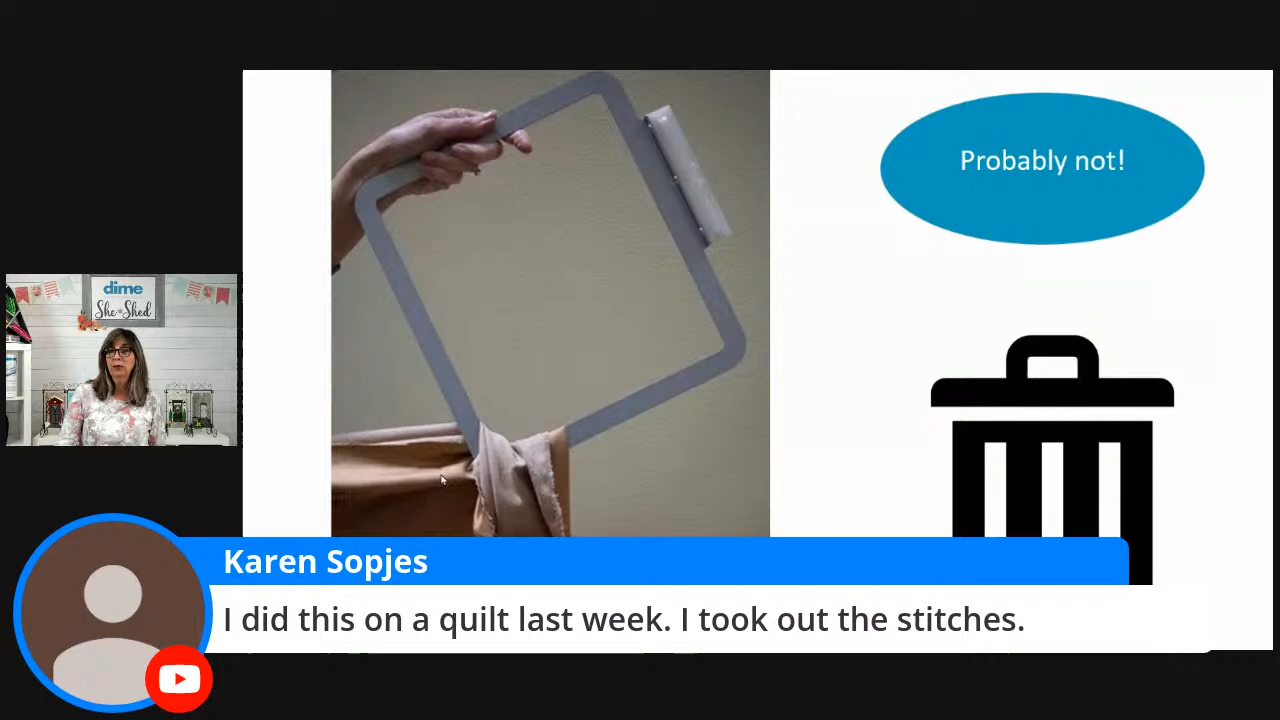 Probably not!
dime
She Shed
Karen Sopjes
I did this on a quilt last week. I took out the stitches.